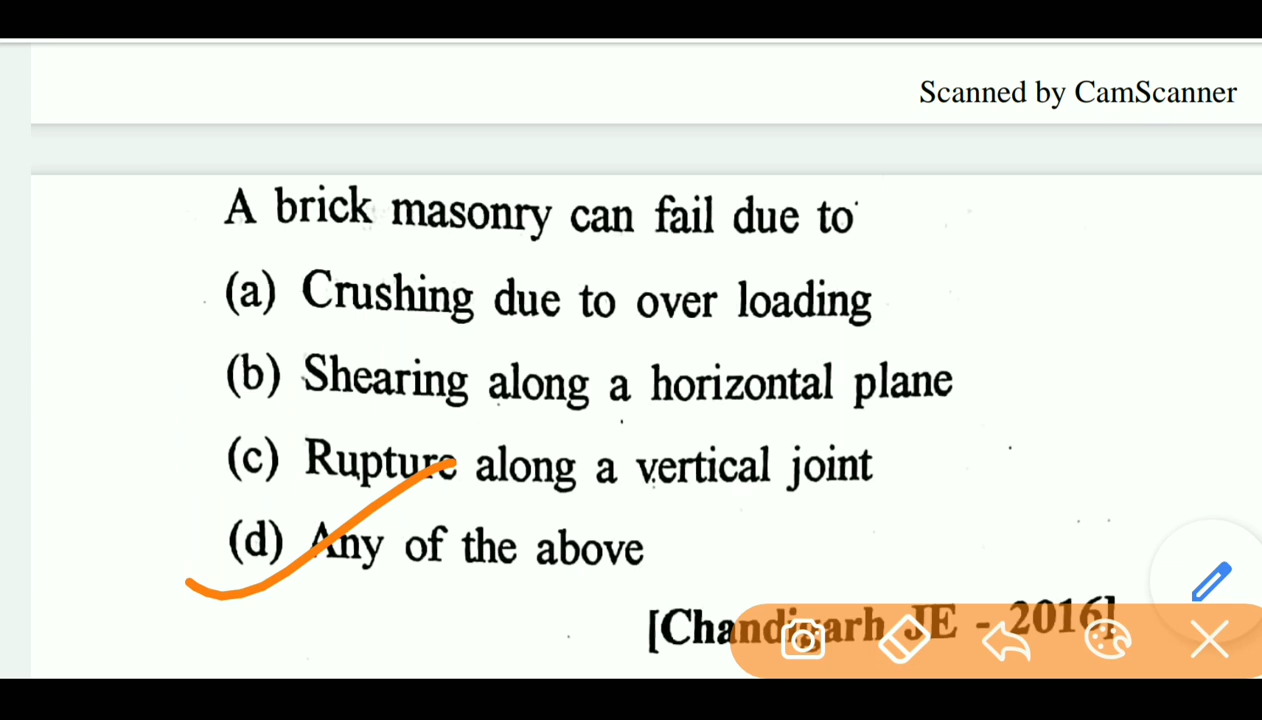 Scanned by CamScanner
A brick masonry can fail due to
(a) Crushing due to over loading
(b) Shearing along a horizontal plane
(c) Rupture along a vertical joint
(d) Any of the above
[Chandigarh JE - 2016]